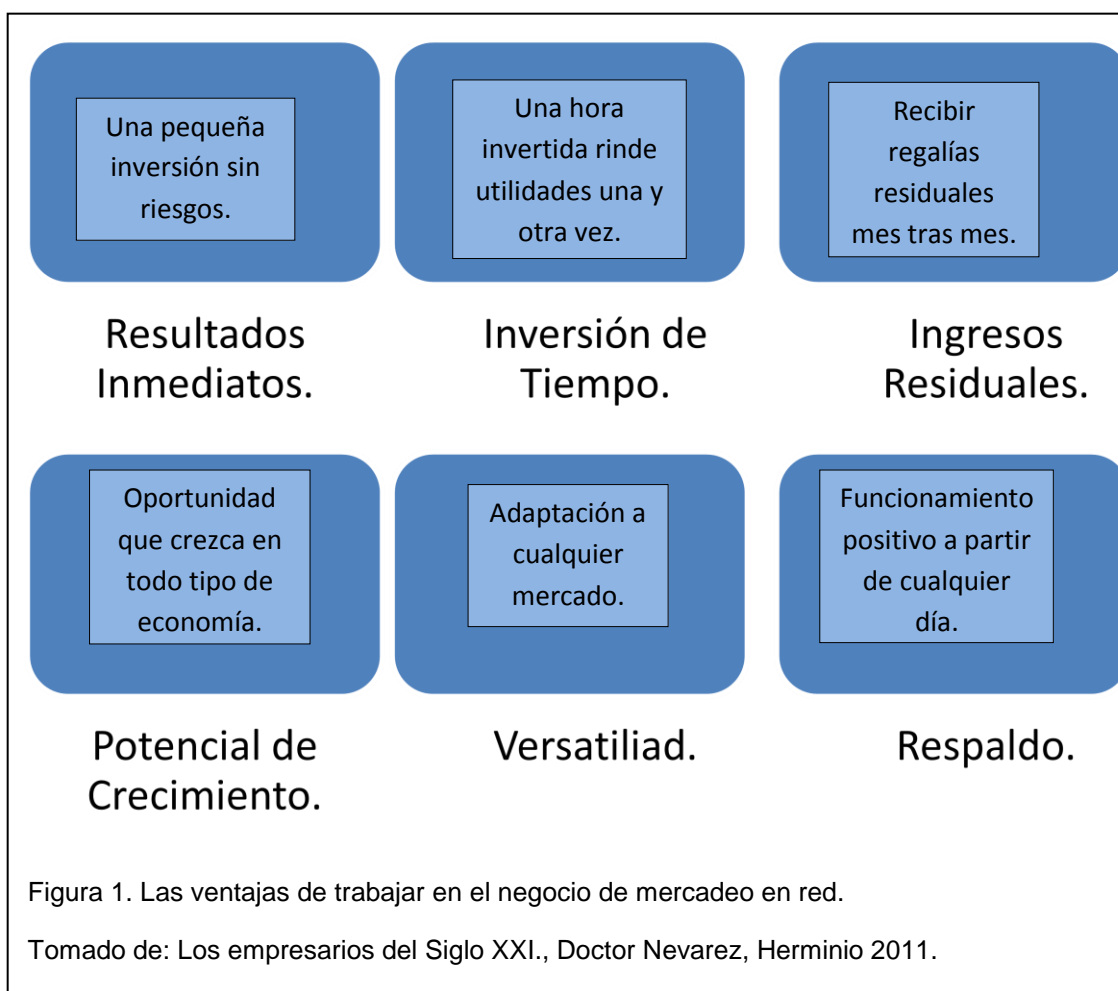 Una pequeña
inversión sin
riesgos.
Una hora
invertida rinde
utilidades una y
otra vez.
Recibir
regalías
residuales
mes tras mes.
Resultados
Inmediatos.
Inversión de
Tiempo.
Ingresos
Residuales.
Oportunidad
que crezca en
todo tipo de
economía.
Adaptación a
cualquier
mercado.
Funcionamiento
positivo a partir
de cualquier
día.
Potencial de
Crecimiento.
Versatiliad.
Respaldo.
Figura 1. Las ventajas de trabajar en el negocio de mercadeo en red.
Tomado de: Los empresarios del Siglo XXI., Doctor Nevarez, Herminio 2011.